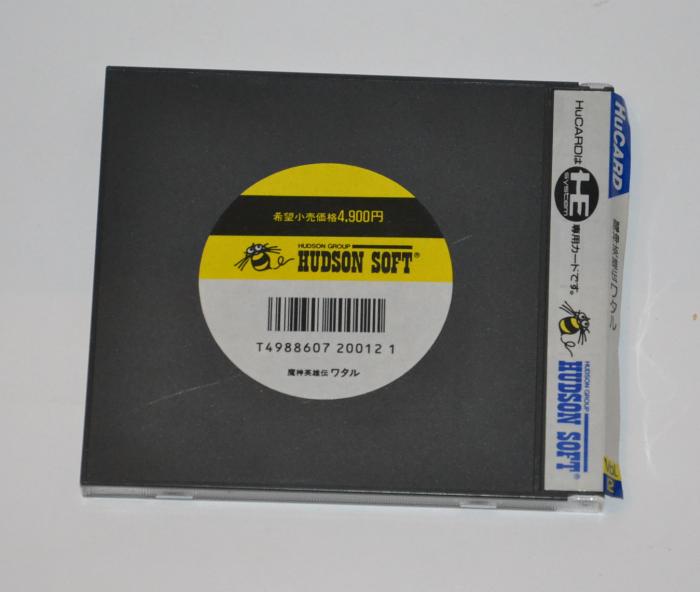 希望小売価格4,900円
HUDSON GROUP
HUDSON SOFT®
T4988607 20012 1
魔神英雄伝 ワタル
HuCARDは
HE
system
専用カードです。
HUDSON GROUP
HUDSON SOFT
HuCARD